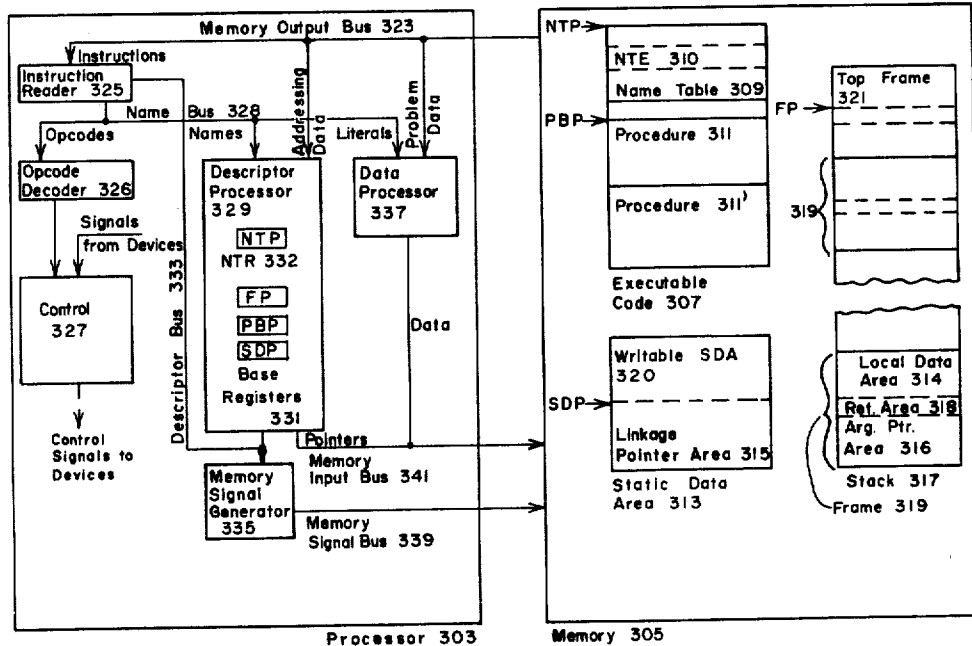 Memory Output Bus 323
Instructions
Instruction
Reader 325
Name Bus 328
Opcodes
Names
Addressing
Data
Literals
Problem
Data
Opcode
Decoder 326
Signals
from Devices
Control
327
Control
Signals to
Devices
Descriptor Bus 333
Descriptor
Processor
329
NTP
NTR 332
FP
PBP
SDP
Base
Registers
331
Data
Processor
337
Data
Pointers
Memory
Input Bus 341
Memory
Signal
Generator
335
Memory
Signal Bus 339
Processor 303
NTP
NTE 310
Name Table 309
PBP
Procedure 311
Procedure 311'
Executable
Code 307
Writable SDA
320
SDP
Linkage
Pointer Area 315
Static Data
Area 313
Top Frame
321
FP
319
Local Data
Area 314
Ret. Area 318
Arg. Ptr.
Area 316
Stack 317
Frame 319
Memory 305